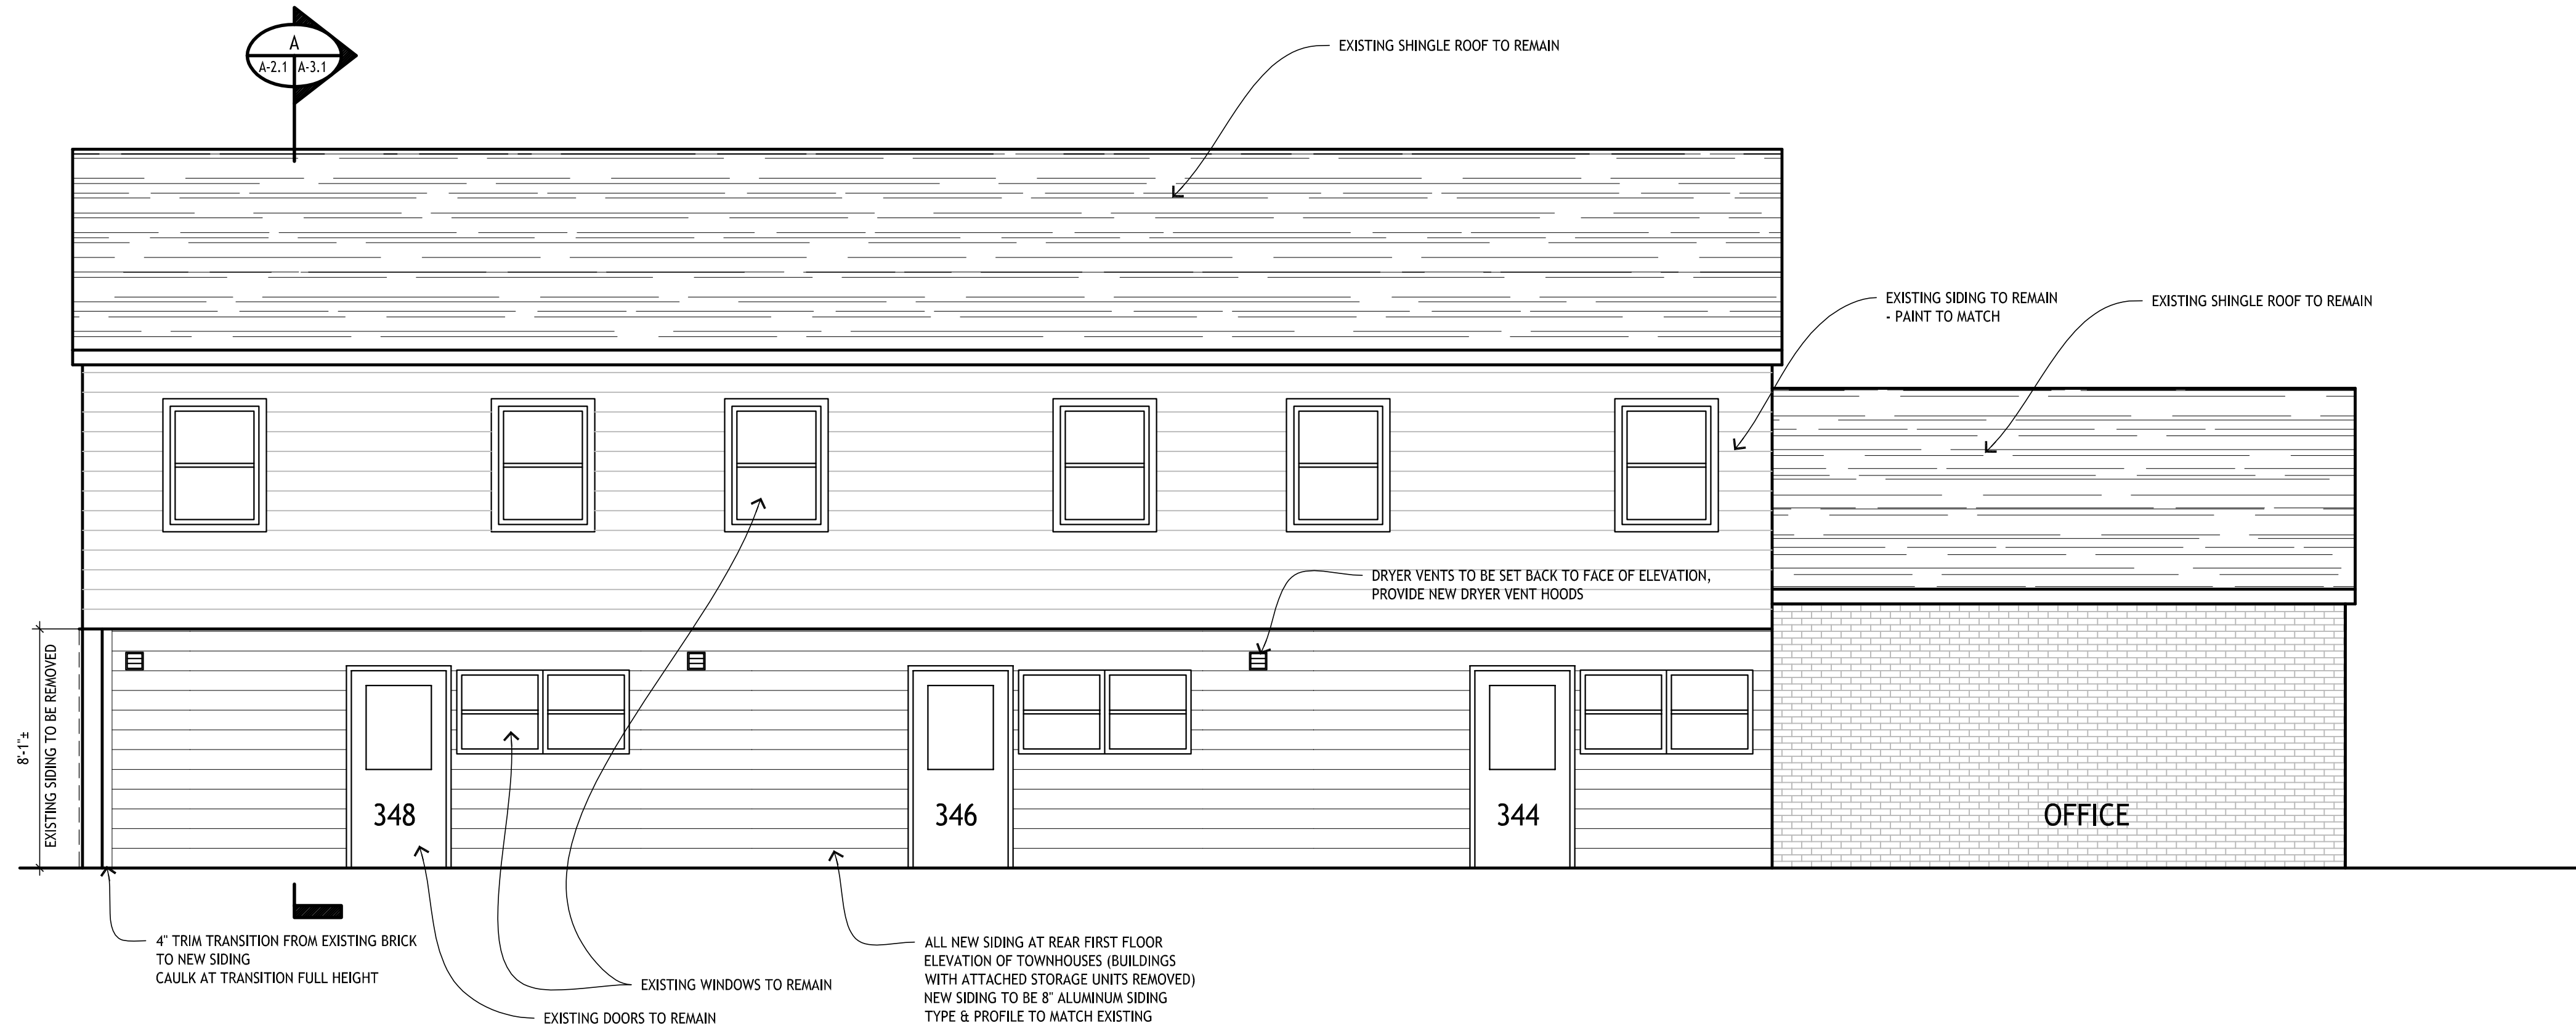 A
A-2.1 A-3.1
EXISTING SHINGLE ROOF TO REMAIN
EXISTING SIDING TO REMAIN
- PAINT TO MATCH
EXISTING SHINGLE ROOF TO REMAIN
DRYER VENTS TO BE SET BACK TO FACE OF ELEVATION,
PROVIDE NEW DRYER VENT HOODS
8'-1"±
EXISTING SIDING TO BE REMOVED
348
346
344
OFFICE
4" TRIM TRANSITION FROM EXISTING BRICK
TO NEW SIDING
CAULK AT TRANSITION FULL HEIGHT
EXISTING WINDOWS TO REMAIN
EXISTING DOORS TO REMAIN
ALL NEW SIDING AT REAR FIRST FLOOR
ELEVATION OF TOWNHOUSES (BUILDINGS
WITH ATTACHED STORAGE UNITS REMOVED)
NEW SIDING TO BE 8" ALUMINUM SIDING
TYPE & PROFILE TO MATCH EXISTING